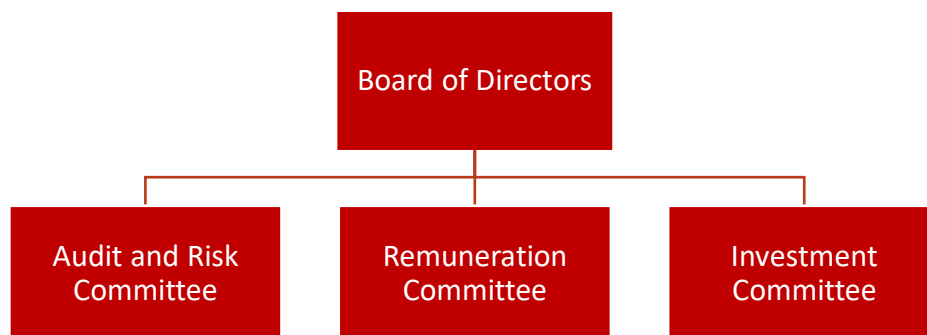 Board of Directors
Audit and Risk
Committee
Remuneration
Committee
Investment
Committee